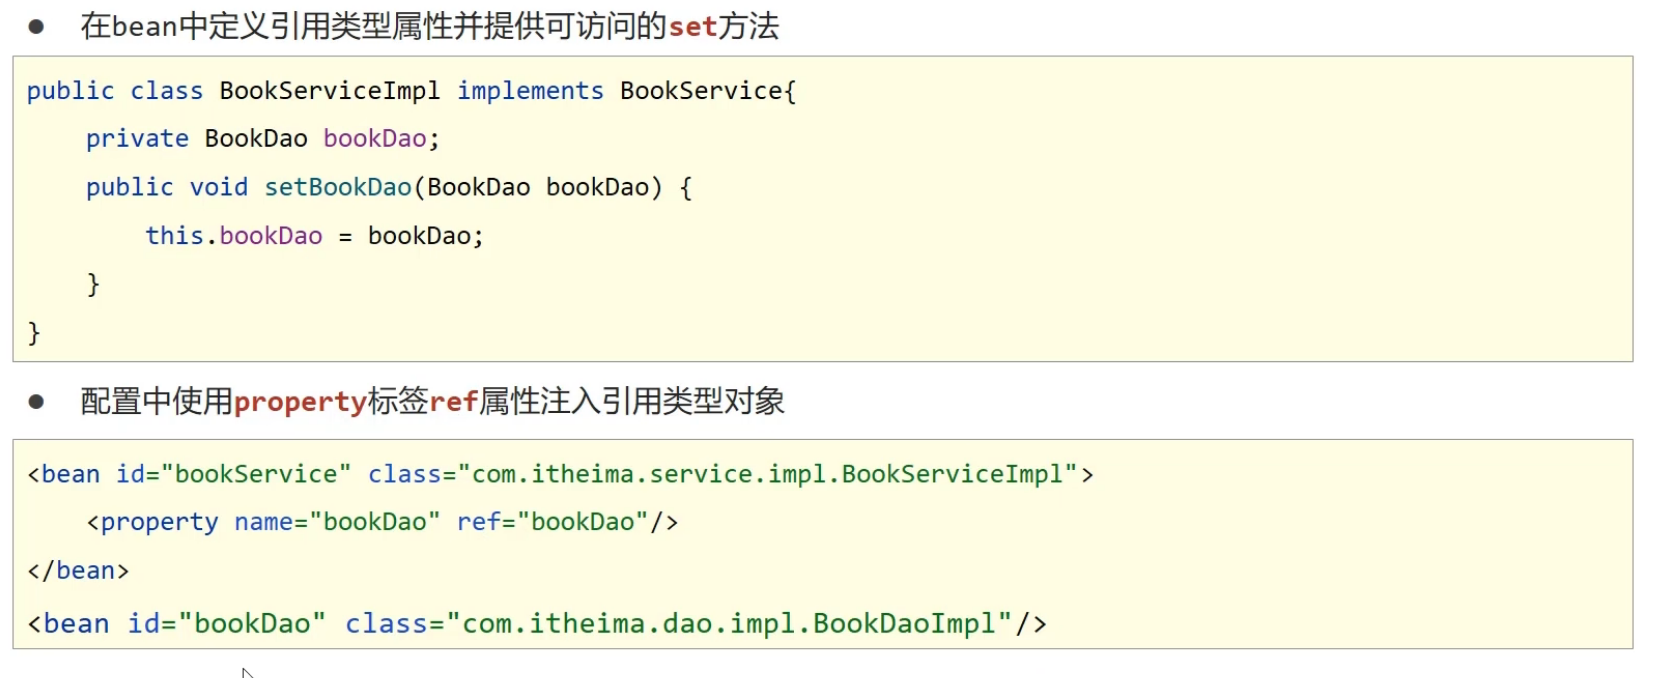 ● 在bean中定义引用类型属性并提供可访问的set方法
public class BookServiceImpl implements BookService{
    private BookDao bookDao;
    public void setBookDao(BookDao bookDao) {
        this.bookDao = bookDao;
    }
}
● 配置中使用property标签ref属性注入引用类型对象
<bean id="bookService" class="com.itheima.service.impl.BookServiceImpl">
    <property name="bookDao" ref="bookDao"/>
</bean>
<bean id="bookDao" class="com.itheima.dao.impl.BookDaoImpl"/>